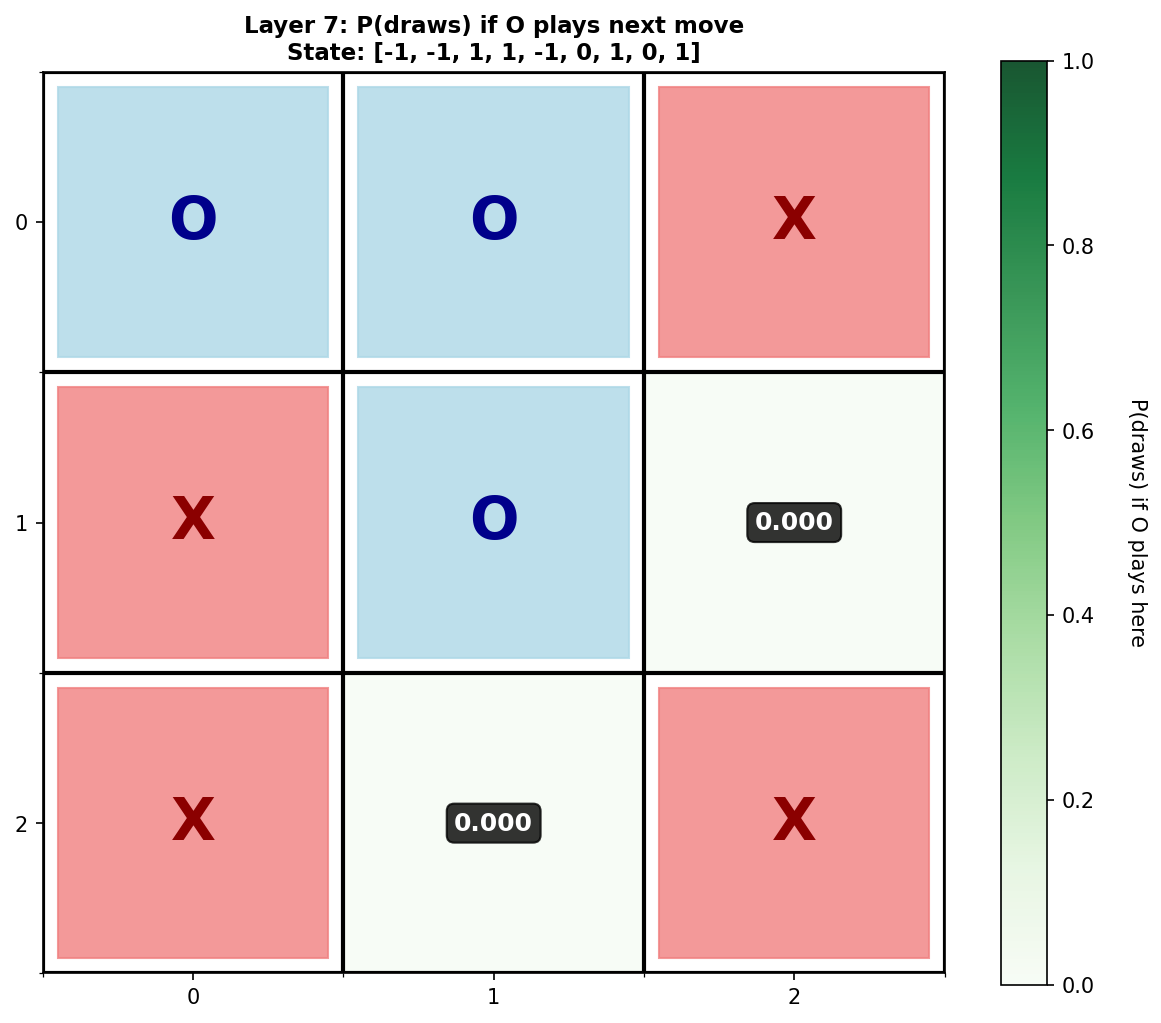 Layer 7: P(draws) if O plays next move
State: [-1, -1, 1, 1, -1, 0, 1, 0, 1]
O
O
X
X
O
0.000
X
0.000
X
0
1
2
0
1
2
1.0
0.8
0.6
0.4
0.2
0.0
P(draws) if O plays here